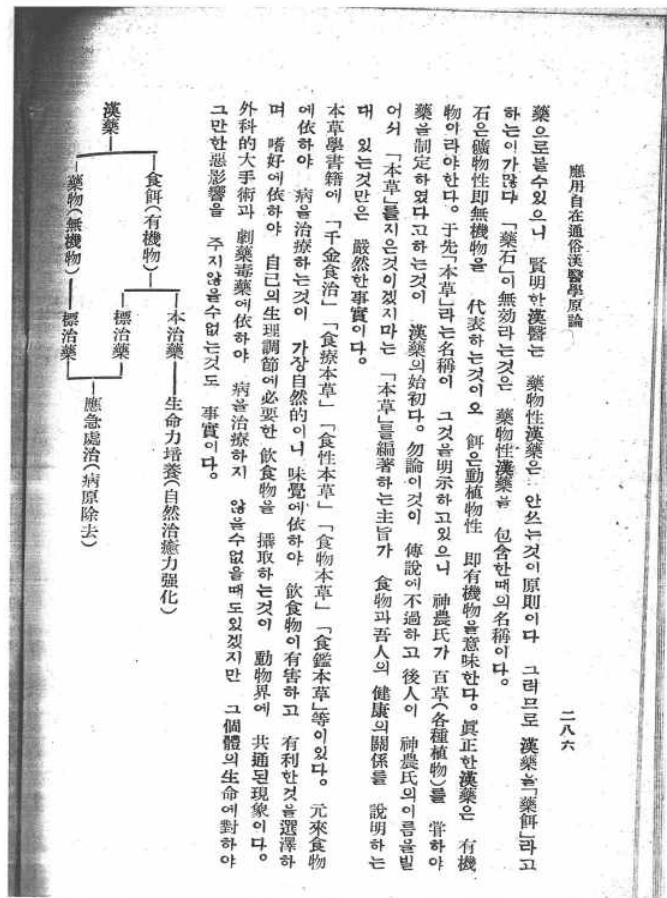 應用自在通俗漢醫學原論
二八六
藥으로볼수있으니 賢明한漢醫는 藥物性漢藥은 안쓰는것이原則이다 그러므로 漢藥을「藥餌」라고
하는이가많다 「藥石」이無効라는것은 藥物性漢藥을 包含한때의名稱이다。
石은礦物性即無機物을 代表하는것이오 餌은動植物性 即有機物을意味한다。眞正한漢藥은 有機
物이라야한다。于先「本草」라는名稱이 그것을明示하고있으니 神農氏가百草(各種植物)를 甞하야
藥을制定하였다고하는것이 漢藥의始初다。勿論이것이 傳說에不過하고後人이 神農氏의이름을빌
어서 「本草」를지은것이겠지마는 「本草」를編著하는主旨가 食物과吾人의健康의關係를 說明하는
대 있는것만은 嚴然한事實이다。
本草學書籍에 「千金食治」「食療本草」「食性本草」「食物本草」「食鑑本草」等이있다。 元來食物
에依하야 病을治療하는것이 가장自然的이니 味覺에依하야 飮食物이有害하고 有利한것을選澤하
며 嗜好에依하야 自己의生理調節에必要한飮食物을 攝取하는것이 動物界에 共通된現象이다。
外科的大手術과 劇藥毒藥에依하야 病을治療하지 않을수없을때도있겠지만 그個體의生命에對하야
그만한惡影響을 주지않을수없는것도 事實이다。
漢藥
食餌(有機物)
本治藥
生命力培養(自然治癒力强化)
標治藥
藥物(無機物)
標治藥
應急處治(病原除去)